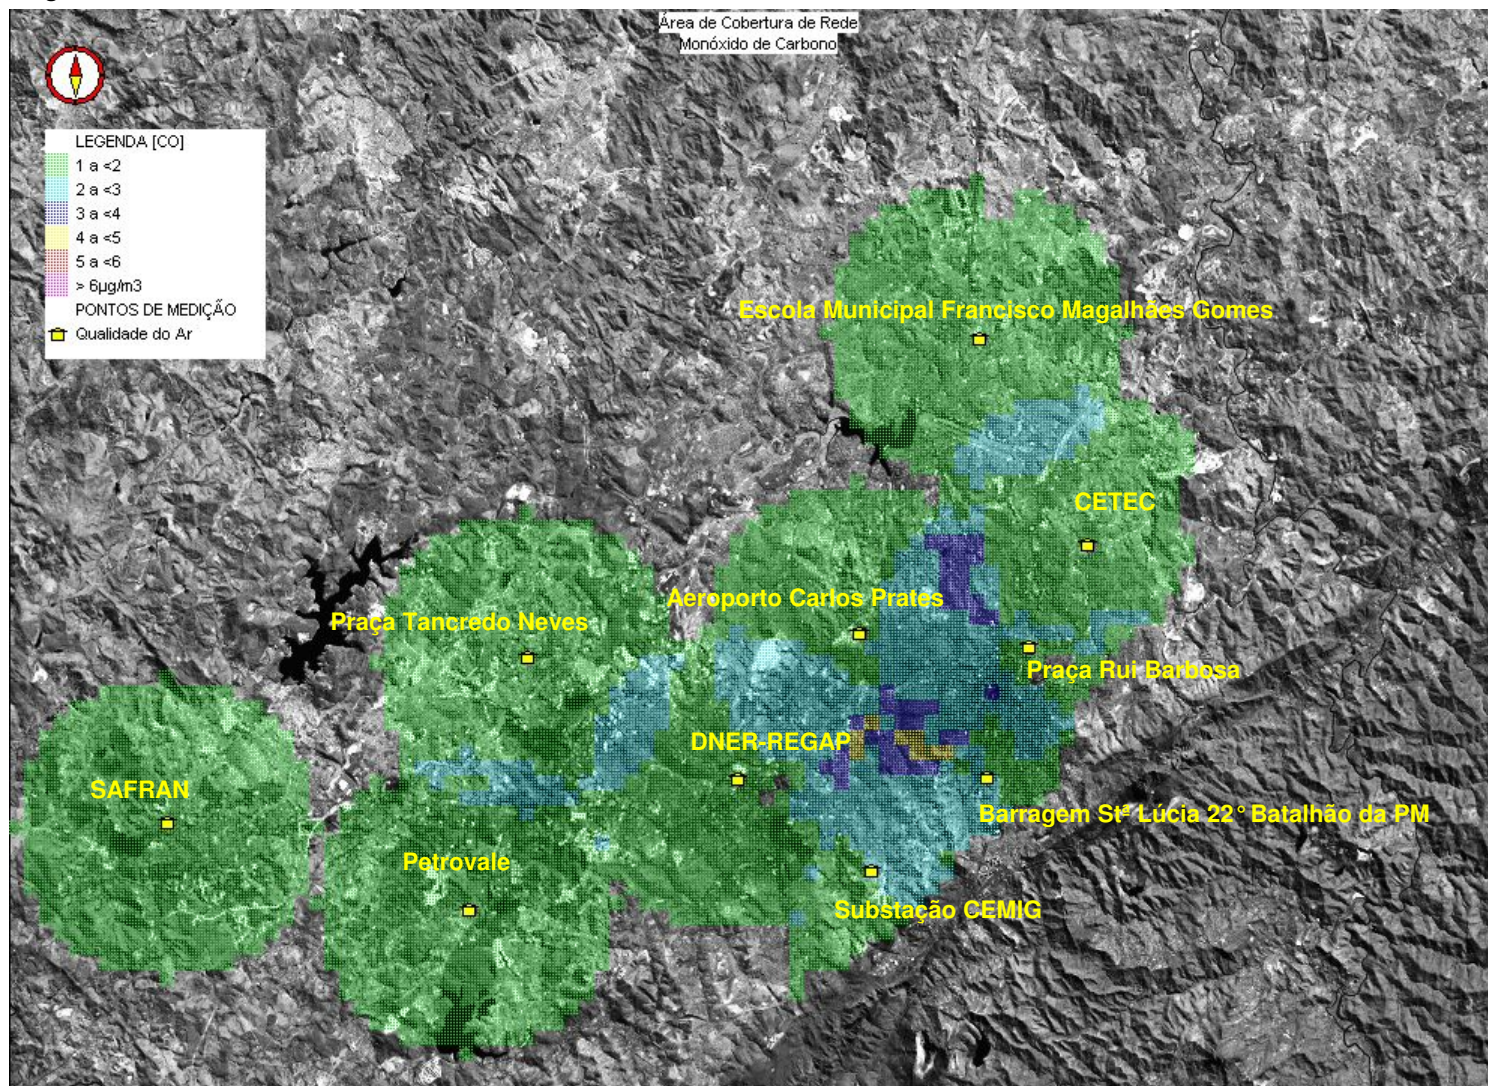 Área de Cobertura de Rede
Monóxido de Carbono
LEGENDA [CO]
1 a <2
2 a <3
3 a <4
4 a <5
5 a <6
> 6µg/m3
PONTOS DE MEDIÇÃO
Qualidade do Ar
Escola Municipal Francisco Magalhães Gomes
CETEC
Aeroporto Carlos Prates
Praça Tancredo Neves
Praça Rui Barbosa
DNER-REGAP
SAFRAN
Barragem Stª Lúcia 22° Batalhão da PM
Petrovale
Substação CEMIG